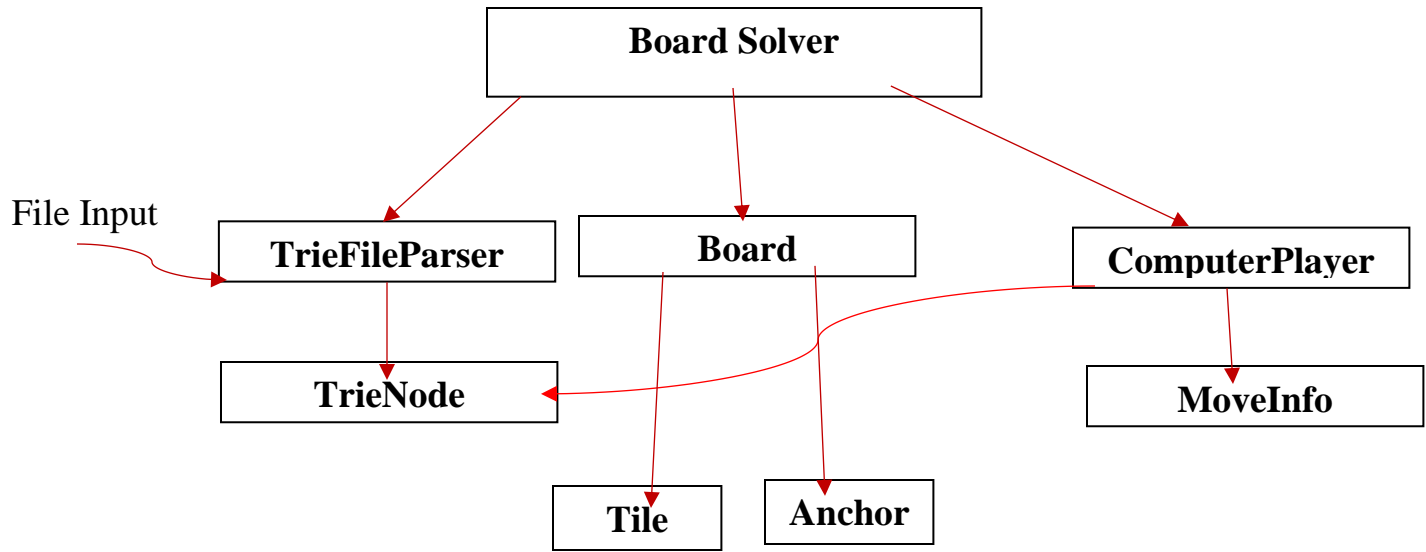 Board Solver
File Input
TrieFileParser
Board
ComputerPlayer
TrieNode
MoveInfo
Tile
Anchor